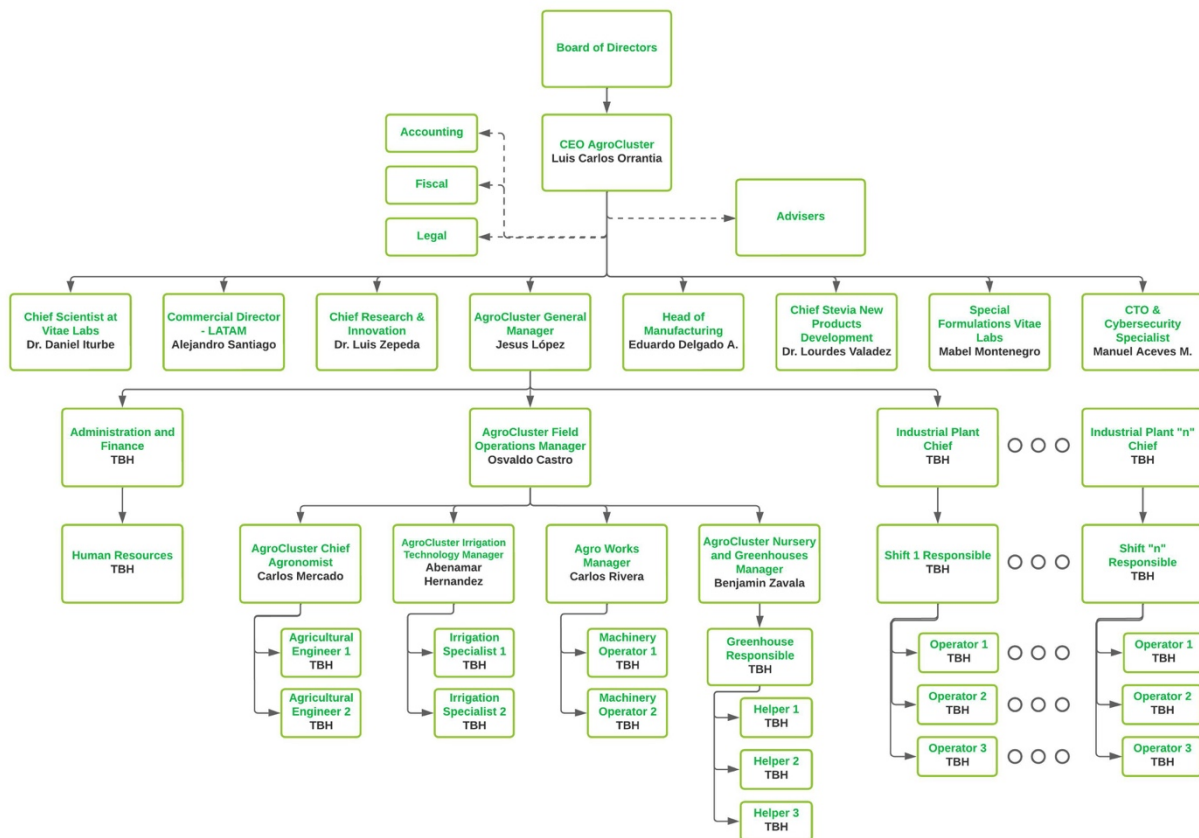 Board of Directors
Accounting
CEO AgroCluster
Luis Carlos Orrantia
Fiscal
Advisers
Legal
Chief Scientist at
Vitae Labs
Dr. Daniel Iturbe
Commercial Director
- LATAM
Alejandro Santiago
Chief Research &
Innovation
Dr. Luis Zepeda
AgroCluster General
Manager
Jesus López
Head of
Manufacturing
Eduardo Delgado A.
Chief Stevia New
Products
Development
Dr. Lourdes Valadez
Special
Formulations Vitae
Labs
Mabel Montenegro
CTO &
Cybersecurity
Specialist
Manuel Aceves M.
Administration and
Finance
TBH
AgroCluster Field
Operations Manager
Osvaldo Castro
Industrial Plant
Chief
TBH
Industrial Plant "n"
Chief
TBH
Human Resources
TBH
AgroCluster Chief
Agronomist
Carlos Mercado
AgroCluster Irrigation
Technology Manager
Abenamar
Hernandez
Agro Works
Manager
Carlos Rivera
AgroCluster Nursery
and Greenhouses
Manager
Benjamin Zavala
Shift 1 Responsible
TBH
Shift "n"
Responsible
TBH
Agricultural
Engineer 1
TBH
Agricultural
Engineer 2
TBH
Irrigation
Specialist 1
TBH
Irrigation
Specialist 2
TBH
Machinery
Operator 1
TBH
Machinery
Operator 2
TBH
Greenhouse
Responsible
TBH
Helper 1
TBH
Helper 2
TBH
Helper 3
TBH
Operator 1
TBH
Operator 2
TBH
Operator 3
TBH
Operator 1
TBH
Operator 2
TBH
Operator 3
TBH